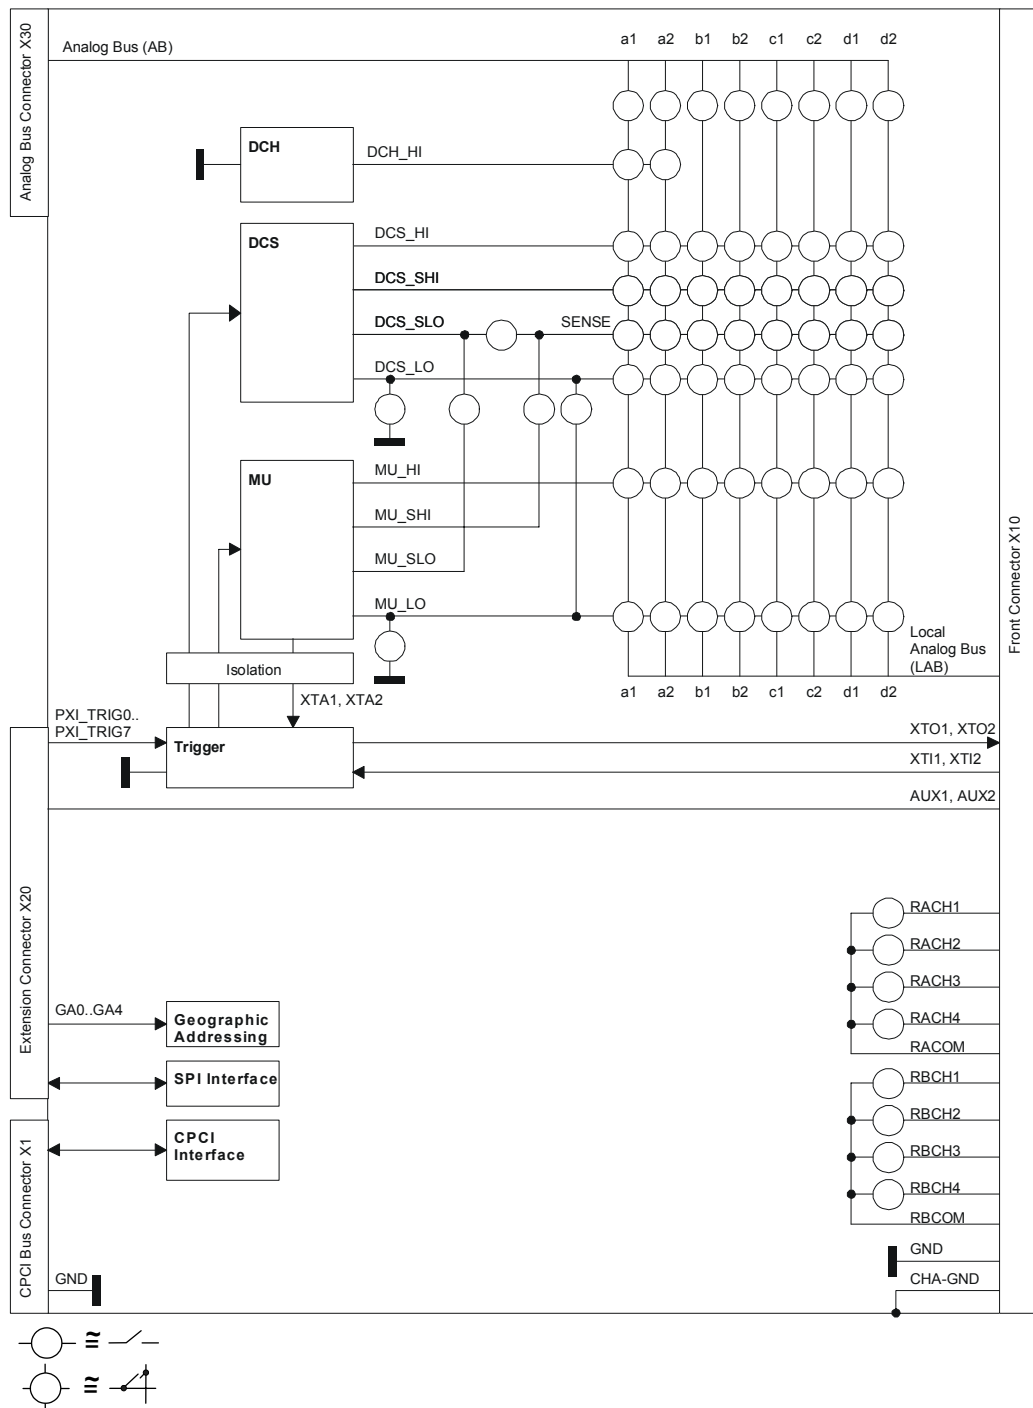 Analog Bus Connector X30
Analog Bus (AB)
a1 a2 b1 b2 c1 c2 d1 d2
DCH
DCH_HI
DCS
DCS_HI
DCS_SHI
DCS_SLO
SENSE
DCS_LO
MU
MU_HI
MU_SHI
MU_SLO
MU_LO
Front Connector X10
Local
Analog Bus
(LAB)
a1 a2 b1 b2 c1 c2 d1 d2
Isolation
XTA1, XTA2
PXI_TRIG0..
PXI_TRIG7
Trigger
XTO1, XTO2
XTI1, XTI2
AUX1, AUX2
Extension Connector X20
RACH1
RACH2
RACH3
RACH4
RACOM
GA0..GA4
Geographic
Addressing
SPI Interface
RBCH1
RBCH2
RBCH3
RBCH4
RBCOM
CPCI Bus Connector X1
CPCI
Interface
GND
GND
CHA-GND
≅
≅